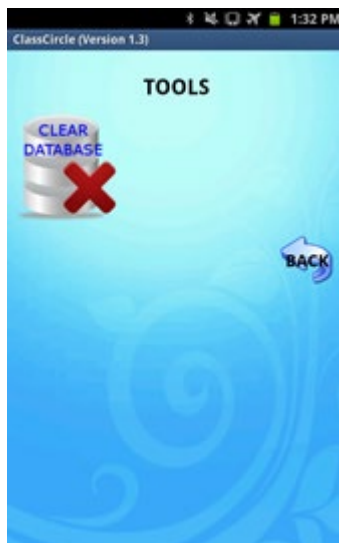 1:32 PM
ClassCircle (Version 1.3)
TOOLS
CLEAR
DATABASE
BACK